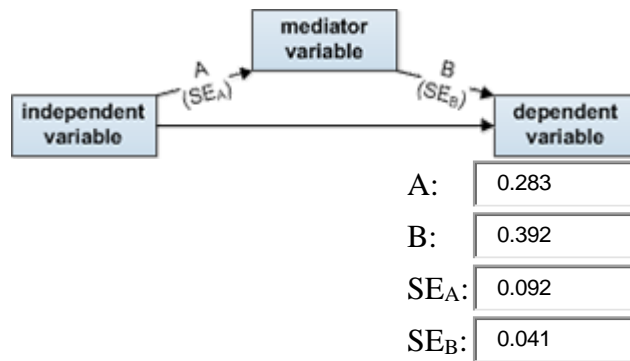 mediator
variable
A
(SEA)
B
(SEB)
independent
variable
dependent
variable
A: 0.283
B: 0.392
SEA: 0.092
SEB: 0.041